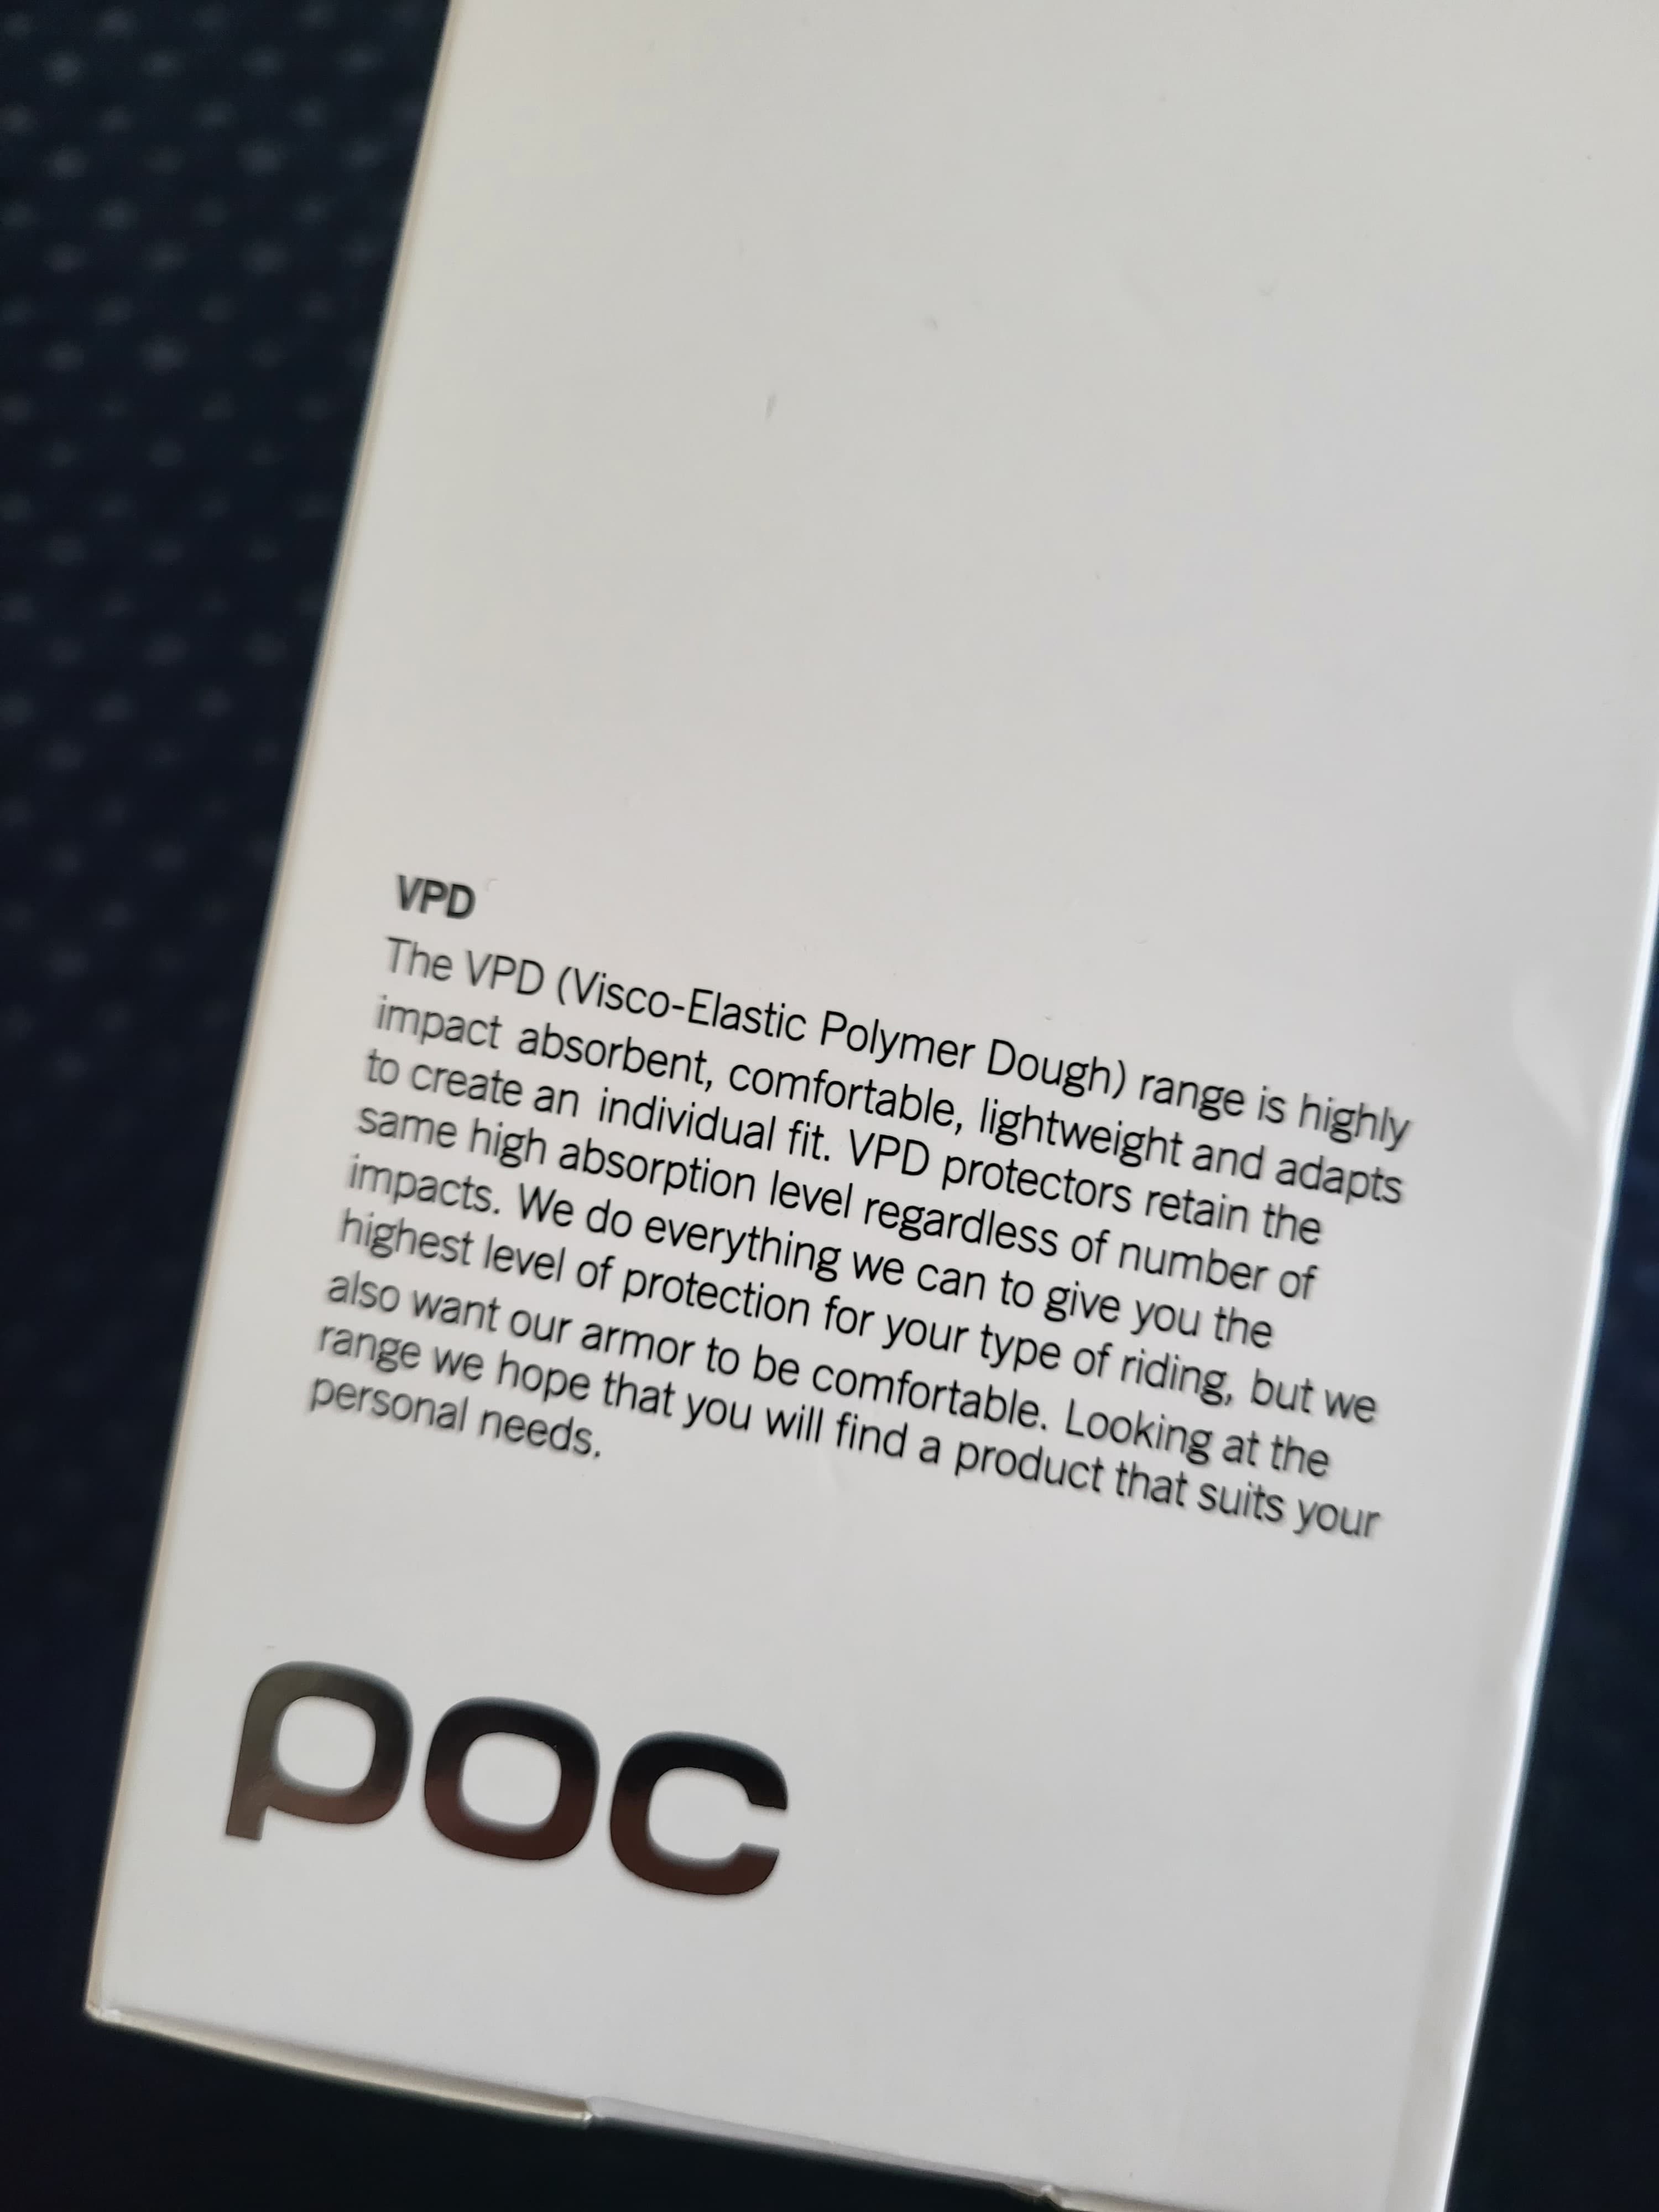 VPD
The VPD (Visco-Elastic Polymer Dough) range is highly
impact absorbent, comfortable, lightweight and adapts
to create an individual fit. VPD protectors retain the
same high absorption level regardless of number of
impacts. We do everything we can to give you the
highest level of protection for your type of riding, but we
also want our armor to be comfortable. Looking at the
range we hope that you will find a product that suits your
personal needs.
POC